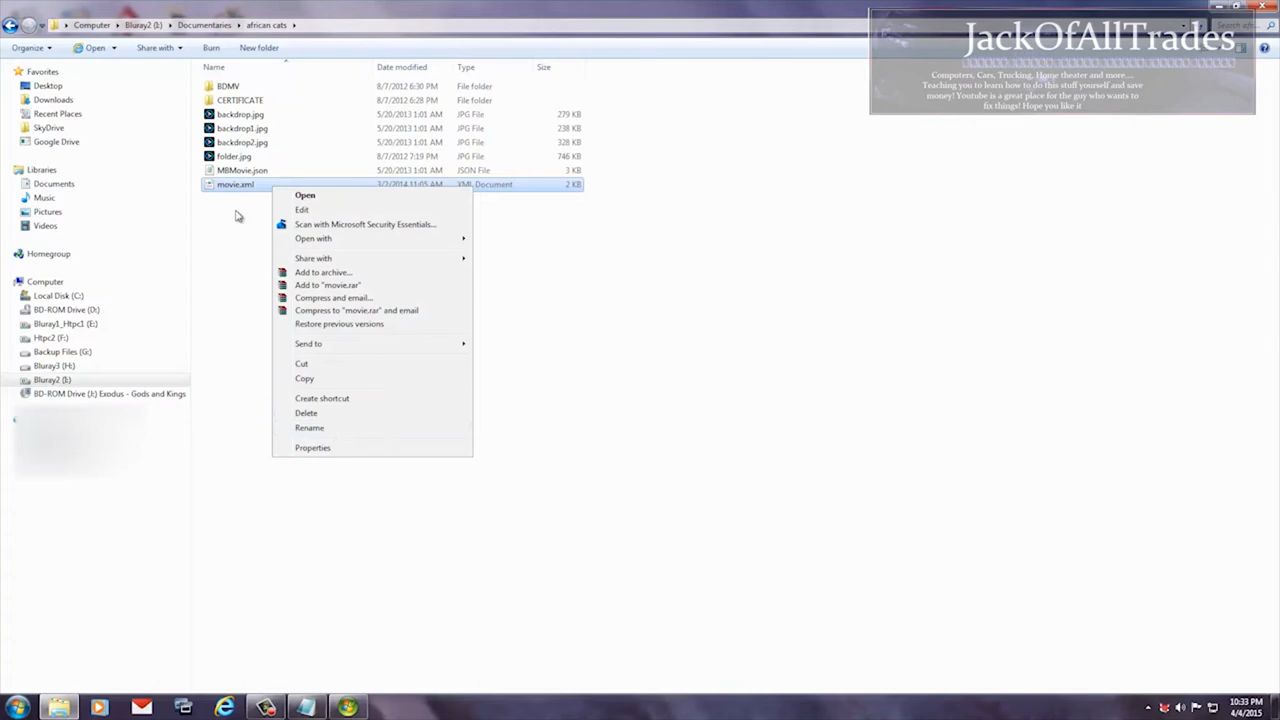 Computer Bluray2 (I:) Documentaries african cats
JackOfAllTrades
Computers, Cars, Trucking, Home theater and more....
Teaching you to learn how to do this stuff yourself and save
money! Youtube is a great place for the guy who wants to
fix things! Hope you like it
Organize Open Share with Burn New folder
Name Date modified Type Size
Favorites
Desktop
Downloads
Recent Places
SkyDrive
Google Drive
Libraries
Documents
Music
Pictures
Videos
Homegroup
Computer
Local Disk (C:)
BD-ROM Drive (D:)
Bluray1_Htpc1 (E:)
Htpc2 (F:)
Backup Files (G:)
Bluray3 (H:)
Bluray2 (I:)
BD-ROM Drive (J:) Exodus - Gods and Kings
BDMV 8/7/2012 6:30 PM File folder
CERTIFICATE 8/7/2012 6:28 PM File folder
backdrop.jpg 5/20/2013 1:01 AM JPG File 279 KB
backdrop1.jpg 5/20/2013 1:01 AM JPG File 238 KB
backdrop2.jpg 5/20/2013 1:01 AM JPG File 328 KB
folder.jpg 8/7/2012 7:19 PM JPG File 746 KB
MBMovie.json 5/20/2013 1:01 AM JSON File 3 KB
movie.xml 3/2/2014 11:05 AM XML Document 2 KB
Open
Edit
Scan with Microsoft Security Essentials...
Open with
Share with
Add to archive...
Add to "movie.rar"
Compress and email...
Compress to "movie.rar" and email
Restore previous versions
Send to
Cut
Copy
Create shortcut
Delete
Rename
Properties
10:33 PM
4/4/2015